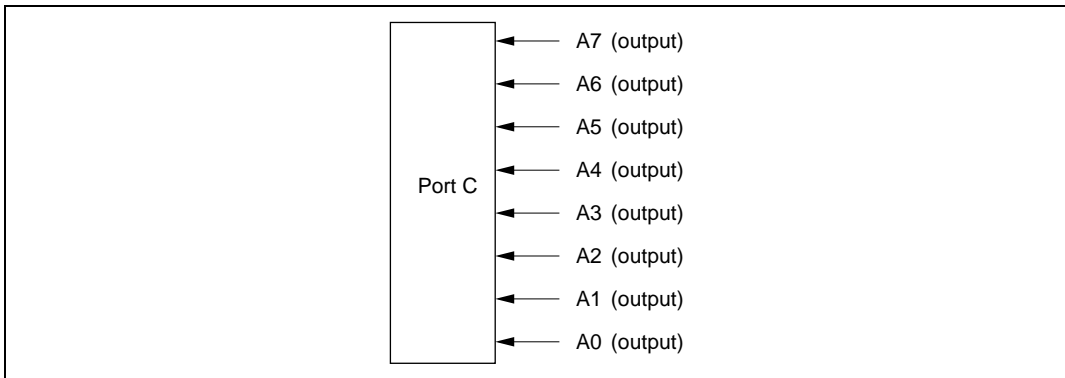 A7 (output)
A6 (output)
A5 (output)
A4 (output)
Port C
A3 (output)
A2 (output)
A1 (output)
A0 (output)